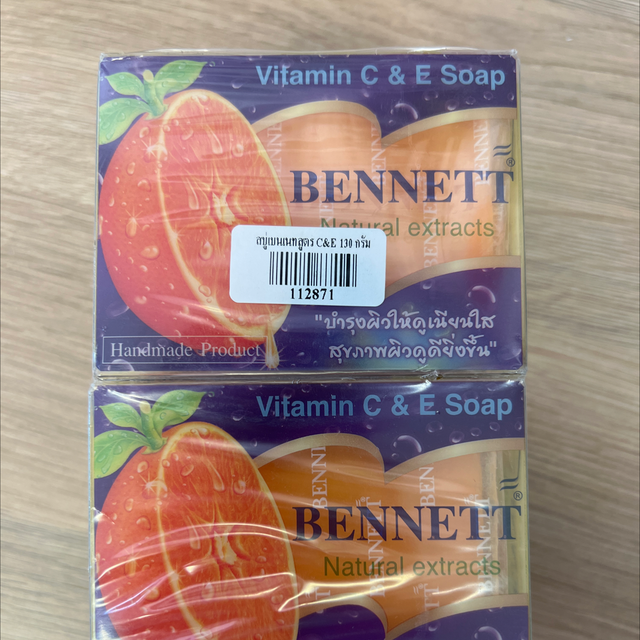 Vitamin C & E Soap
BENNETT®
Natural extracts
สบู่เบนเนทสูตร C&E 130 กรัม
112871
"บำรุงผิวให้ดูเนียนใส
สุขภาพผิวดูดียิ่งขึ้น"
Handmade Product
Vitamin C & E Soap
BENNETT®
Natural extracts